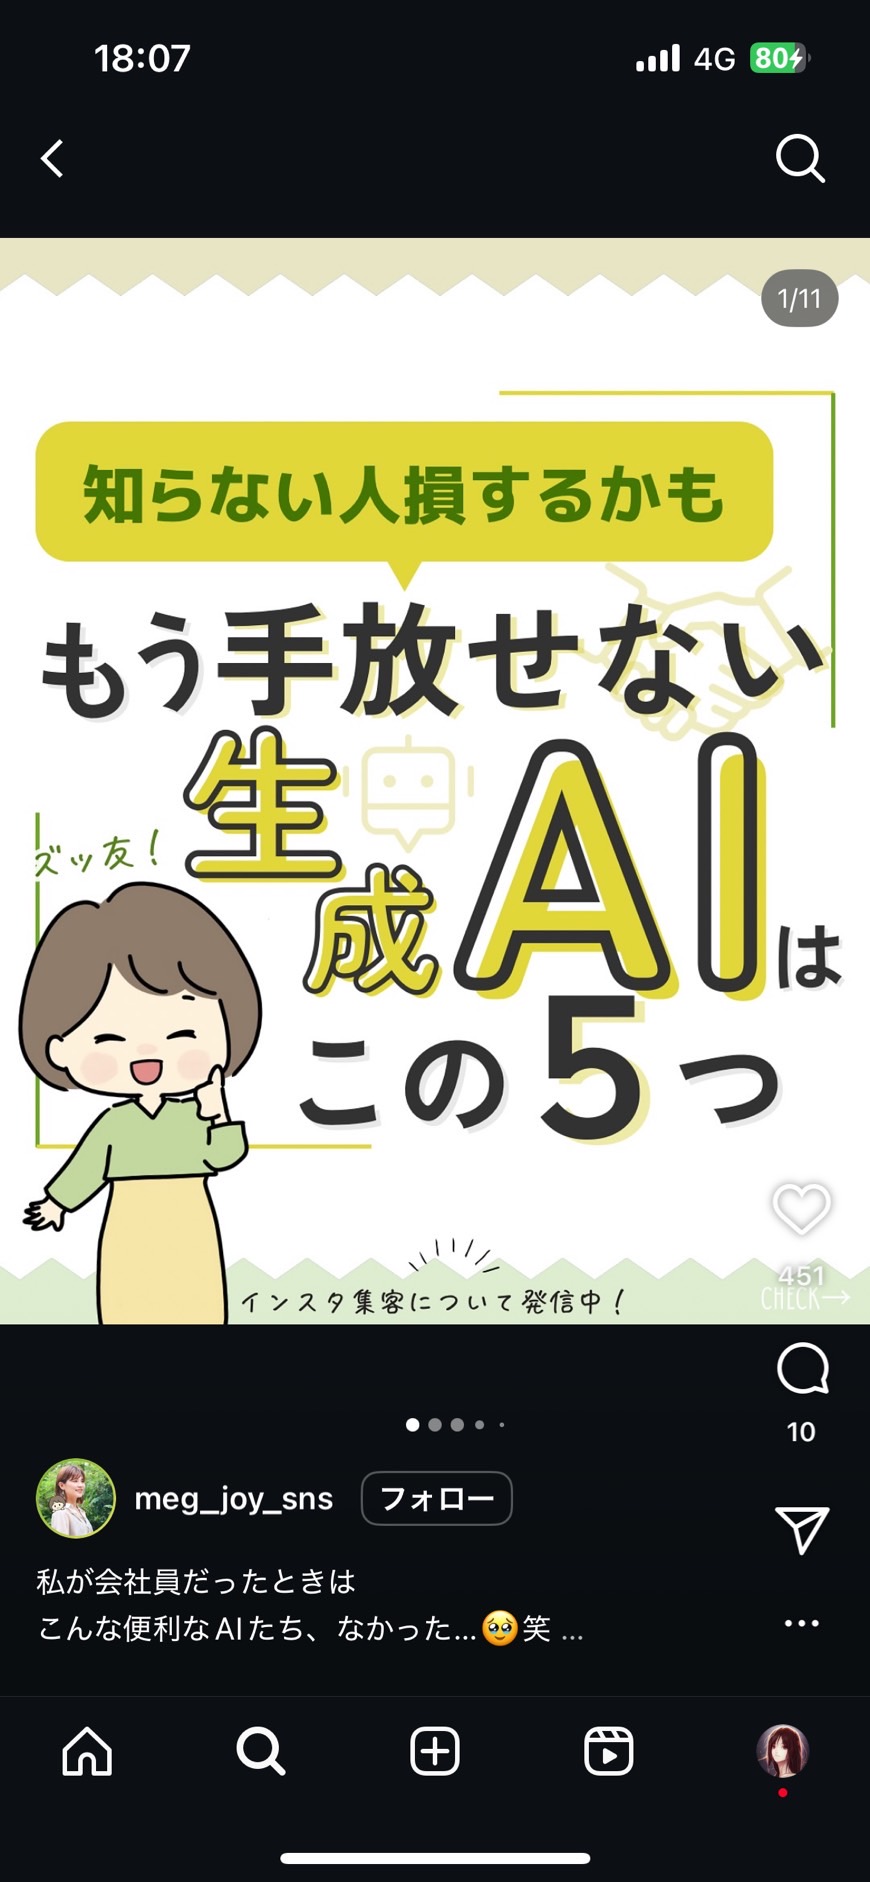 18:07
4G
80
1/11
知らない人損するかも
もう手放せない
生成AIは
ズッ友！
この5つ
インスタ集客について発信中！
451
CHECK→
10
meg_joy_sns
フォロー
私が会社員だったときは
こんな便利なAIたち、なかった...🥹笑 ...